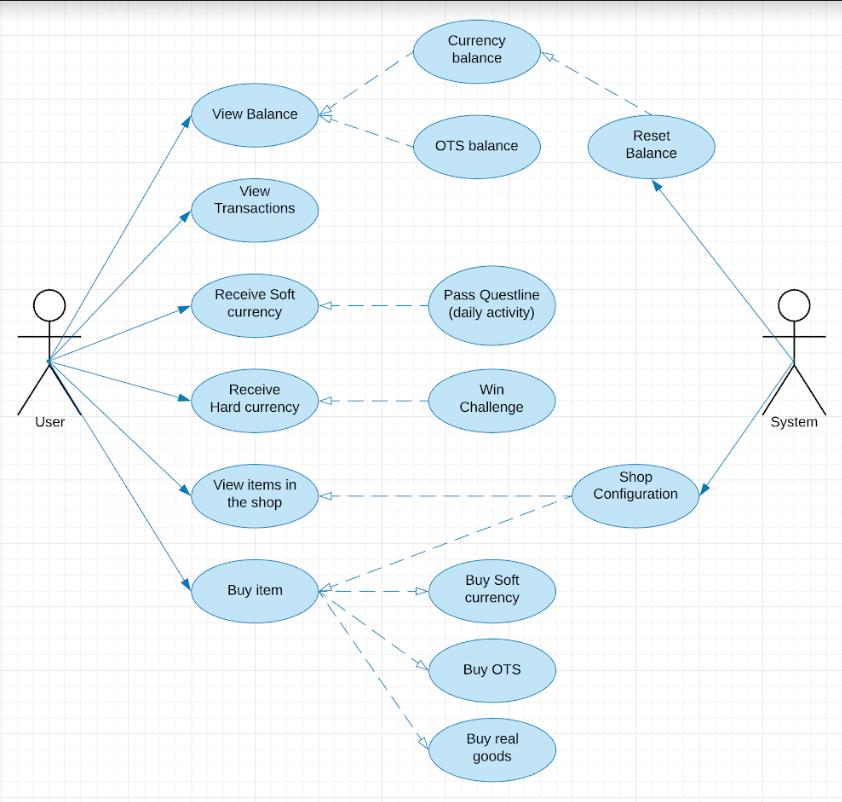 Currency
balance
View Balance
OTS balance
Reset
Balance
View
Transactions
Receive Soft
currency
Pass Questline
(daily activity)
Receive
Hard currency
Win
Challenge
User
System
View items in
the shop
Shop
Configuration
Buy item
Buy Soft
currency
Buy OTS
Buy real
goods